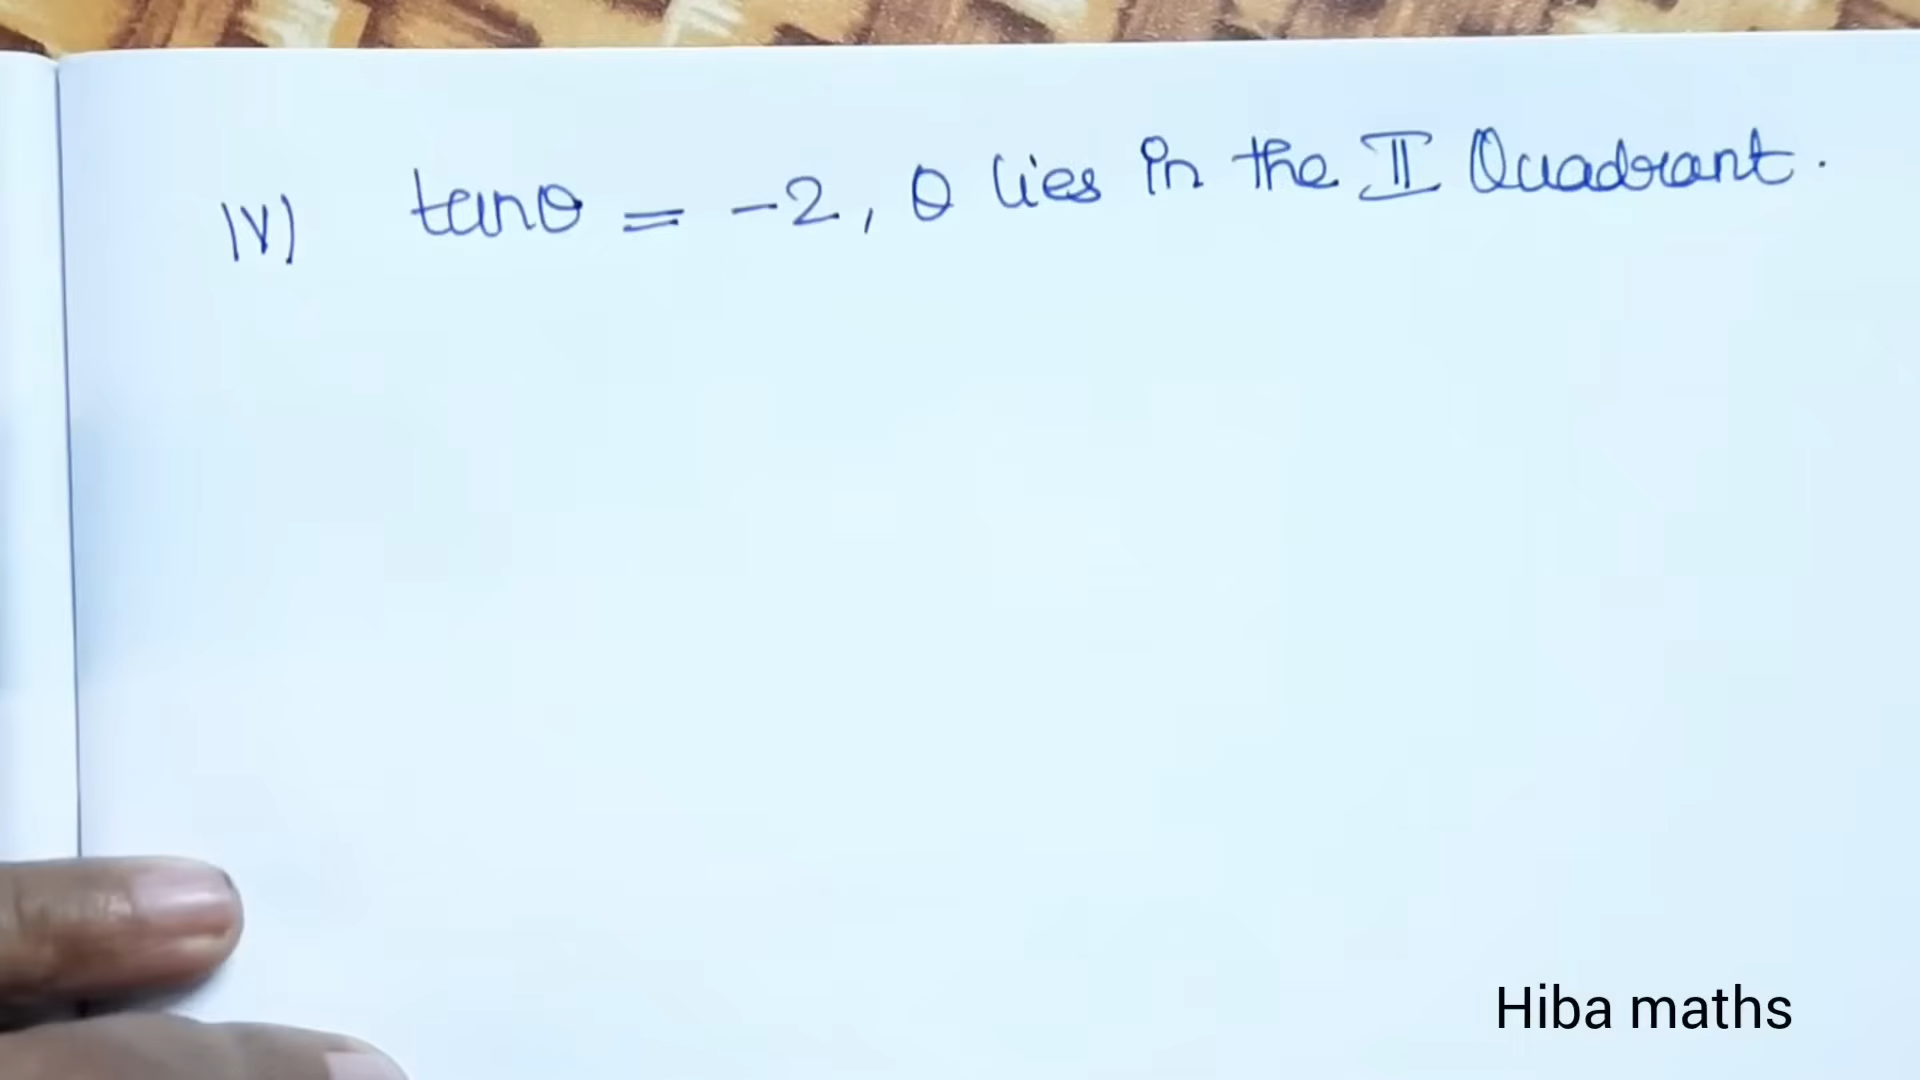 IV) tanθ = -2, θ lies in the II Quadrant.
Hiba maths